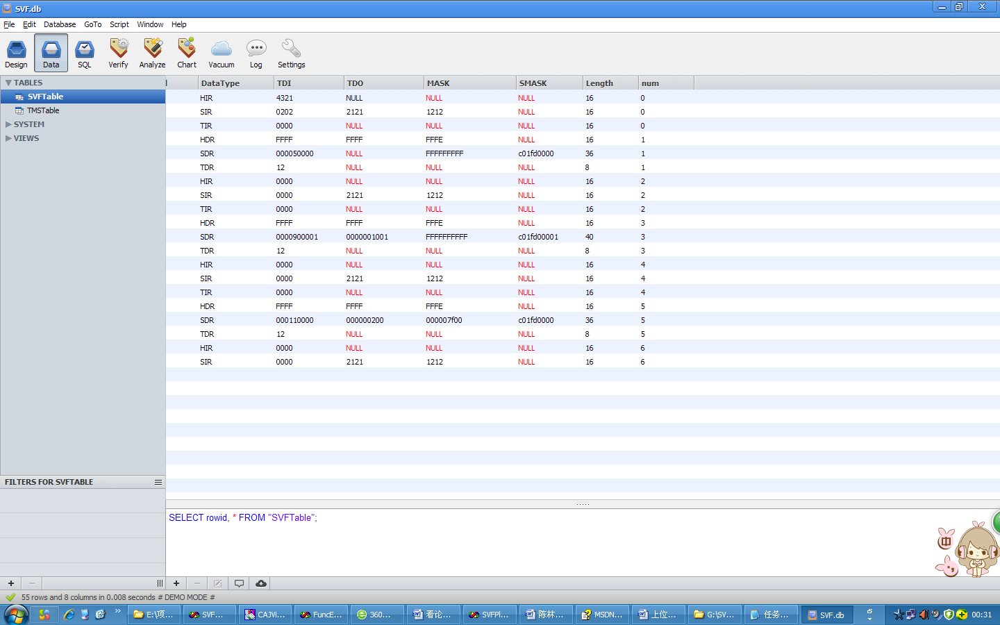 SVF.db
File Edit Database GoTo Script Window Help
Design Data SQL Verify Analyze Chart Vacuum Log Settings
TABLES
SVFTable
TMSTable
SYSTEM
VIEWS
DataType TDI TDO MASK SMASK Length num
HIR 4321 NULL NULL NULL 16 0
SIR 0202 2121 1212 NULL 16 0
TIR 0000 NULL NULL NULL 16 0
HDR FFFF FFFF FFFE NULL 16 1
SDR 000050000 NULL FFFFFFFFF c01fd0000 36 1
TDR 12 NULL NULL NULL 8 1
HIR 0000 NULL NULL NULL 16 2
SIR 0000 2121 1212 NULL 16 2
TIR 0000 NULL NULL NULL 16 2
HDR FFFF FFFF FFFE NULL 16 3
SDR 0000900001 0000001001 FFFFFFFFFF c01fd00001 40 3
TDR 12 NULL NULL NULL 8 3
HIR 0000 NULL NULL NULL 16 4
SIR 0000 2121 1212 NULL 16 4
TIR 0000 NULL NULL NULL 16 4
HDR FFFF FFFF FFFE NULL 16 5
SDR 000110000 000000200 000007f00 c01fd0000 36 5
TDR 12 NULL NULL NULL 8 5
HIR 0000 NULL NULL NULL 16 6
SIR 0000 2121 1212 NULL 16 6
FILTERS FOR SVFTABLE
SELECT rowid, * FROM "SVFTable";
中
55 rows and 8 columns in 0.008 seconds # DEMO MODE #
E:\项... SVF... CAJVi... FuncE... 360... 看论... SVFPl... 陈林... MSDN... 上位... G:\SV... 任务... SVF.db 00:31